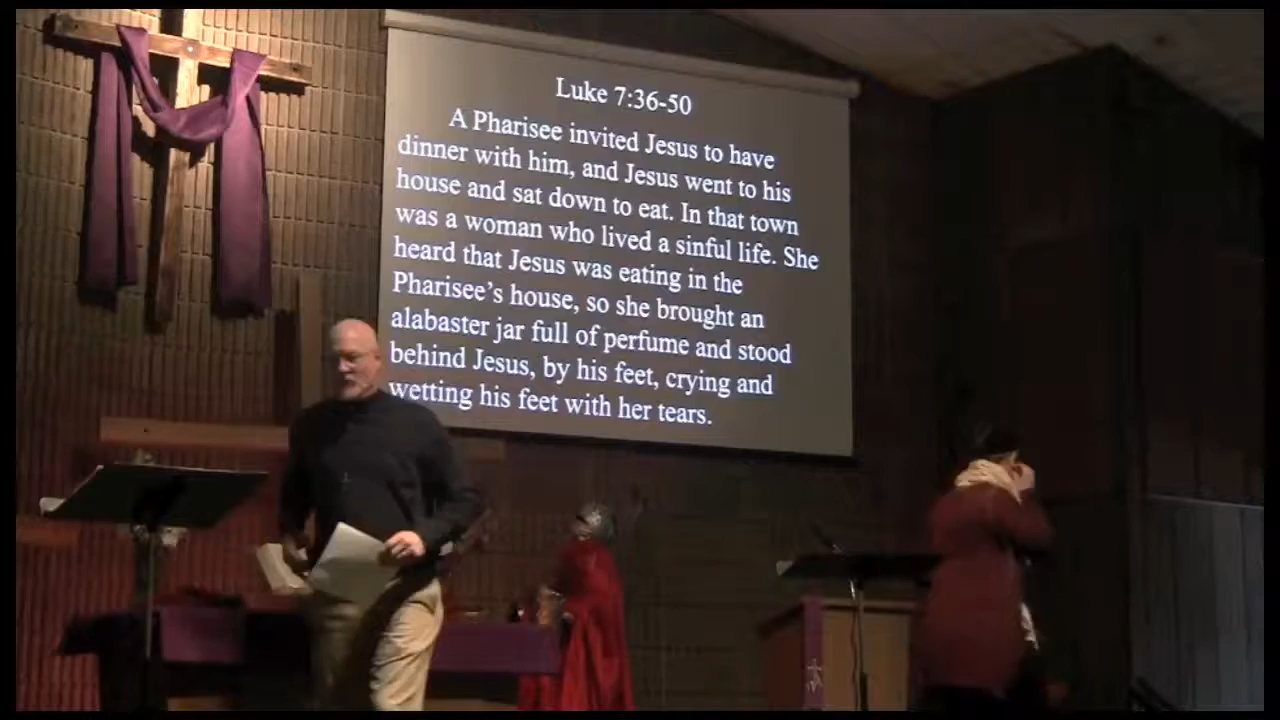 Luke 7:36-50
A Pharisee invited Jesus to have
dinner with him, and Jesus went to his
house and sat down to eat. In that town
was a woman who lived a sinful life. She
heard that Jesus was eating in the
Pharisee’s house, so she brought an
alabaster jar full of perfume and stood
behind Jesus, by his feet, crying and
wetting his feet with her tears.